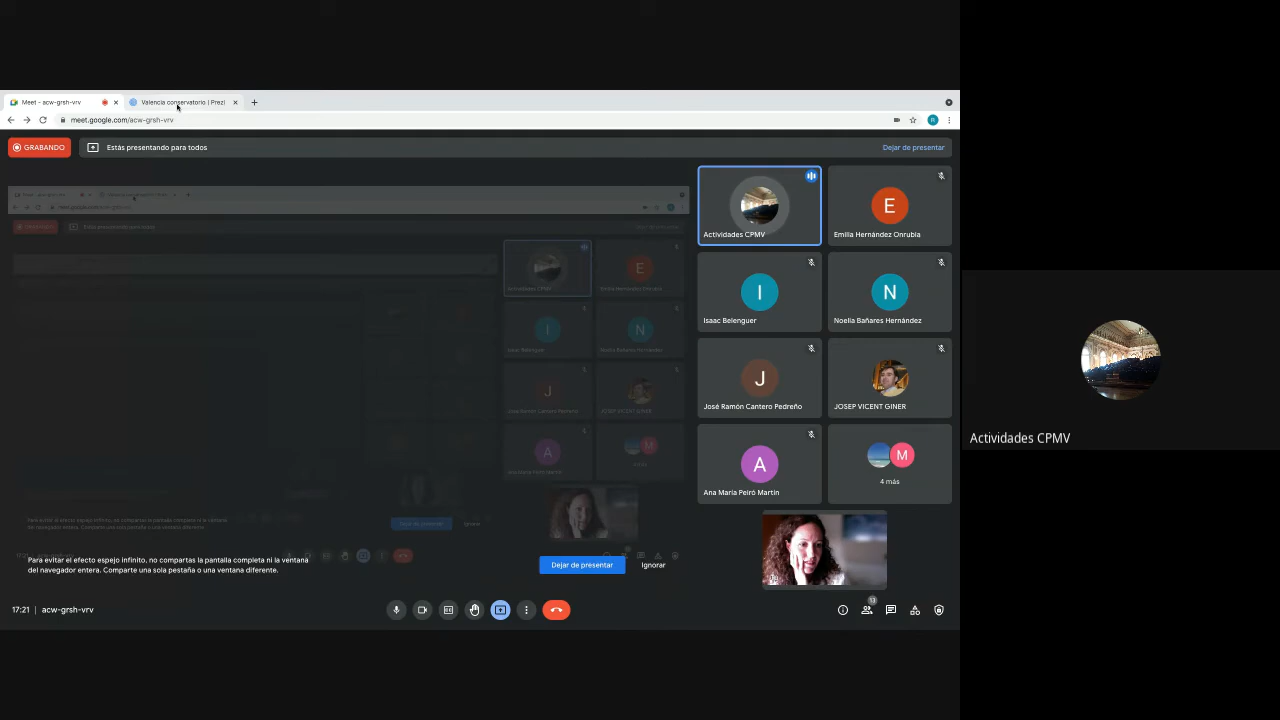 Meet - acw-grsh-vrv
Valencia conservatorio | Prezi
meet.google.com/acw-grsh-vrv
R
GRABANDO
Estás presentando para todos
Dejar de presentar
Actividades CPMV
E
Emilia Hernández Onrubia
I
Isaac Belenguer
N
Noelia Bañares Hernández
J
José Ramón Cantero Pedreño
JOSEP VICENT GINER
A
Ana María Peiró Martín
M
4 más
Para evitar el efecto espejo infinito, no compartas la pantalla completa ni la ventana
del navegador entera. Comparte una sola pestaña o una ventana diferente.
Dejar de presentar
Ignorar
17:21 | acw-grsh-vrv
13
Actividades CPMV